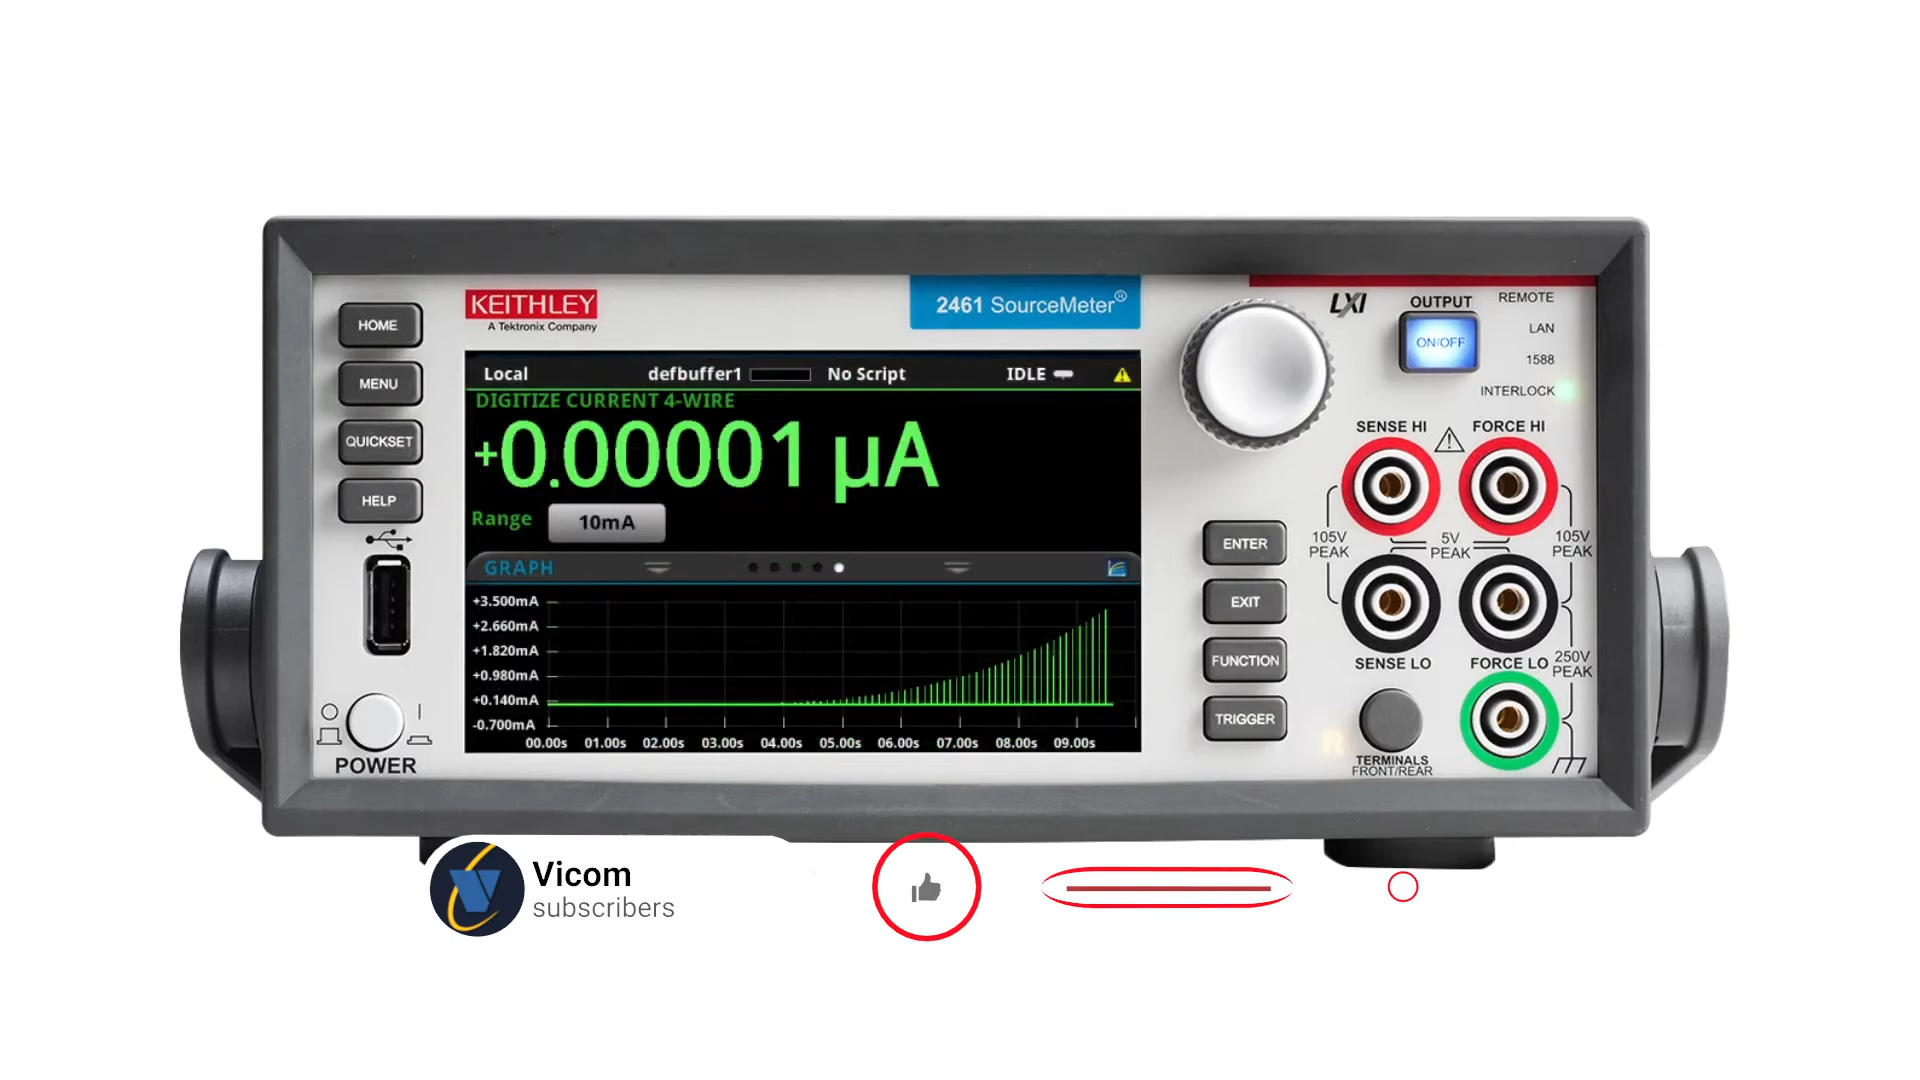 KEITHLEY
A Tektronix Company
2461 SourceMeter®
LXI
OUTPUT
ON/OFF
REMOTE
LAN
1588
INTERLOCK
HOME
MENU
QUICKSET
HELP
POWER
Local defbuffer1 No Script IDLE
DIGITIZE CURRENT 4-WIRE
+0.00001 µA
Range 10mA
GRAPH
+3.500mA
+2.660mA
+1.820mA
+0.980mA
+0.140mA
-0.700mA
00.00s 01.00s 02.00s 03.00s 04.00s 05.00s 06.00s 07.00s 08.00s 09.00s
ENTER
EXIT
FUNCTION
TRIGGER
SENSE HI FORCE HI
105V PEAK
5V PEAK
105V PEAK
SENSE LO FORCE LO
250V PEAK
R
TERMINALS
FRONT/REAR
Vicom
subscribers